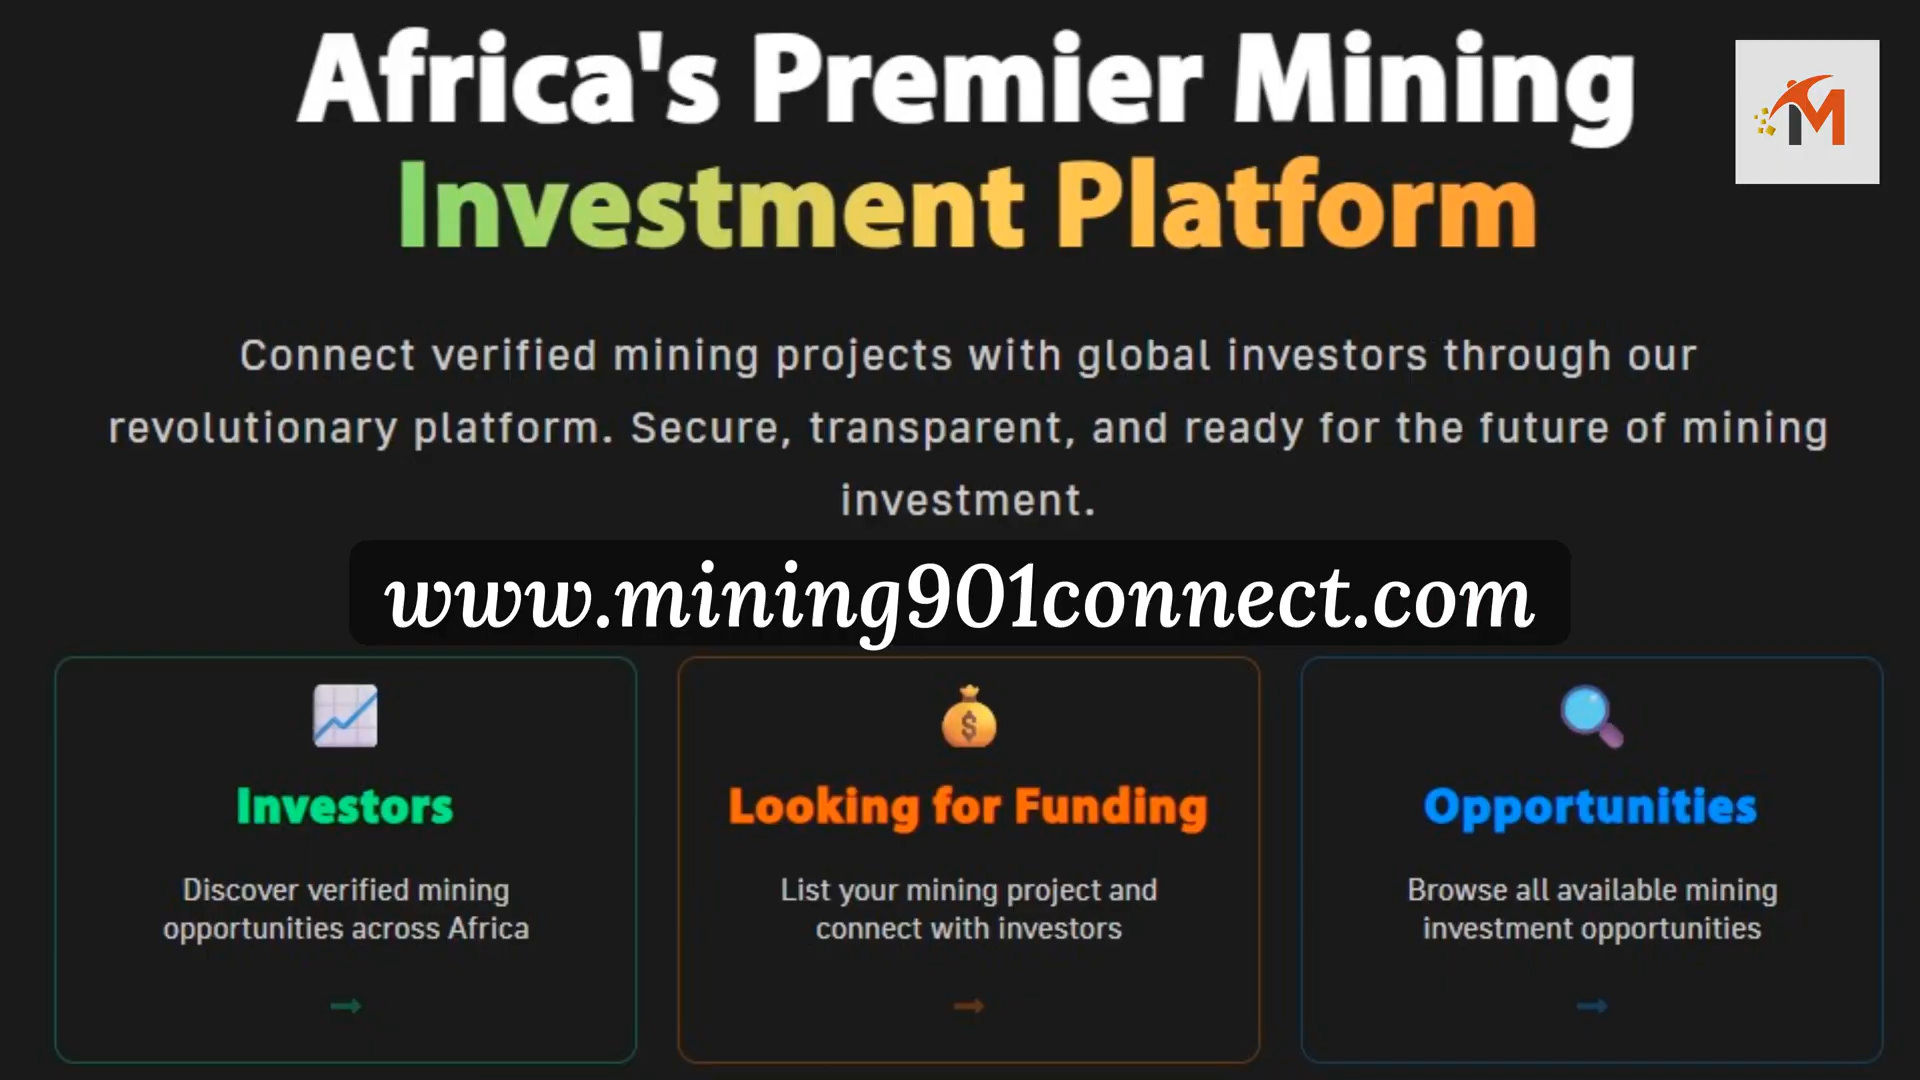 Africa's Premier Mining
Investment Platform
M
Connect verified mining projects with global investors through our
revolutionary platform. Secure, transparent, and ready for the future of mining
investment.
www.mining901connect.com
Investors
Discover verified mining
opportunities across Africa
Looking for Funding
List your mining project and
connect with investors
Opportunities
Browse all available mining
investment opportunities